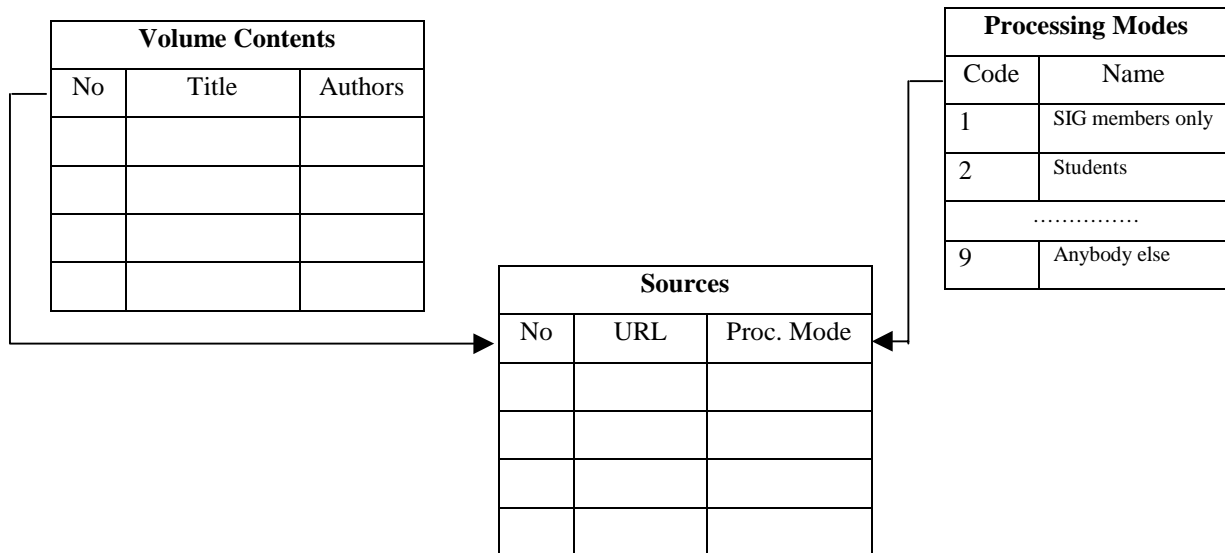 Volume Contents
No Title Authors
Processing Modes
Code Name
1 SIG members only
2 Students
……………
9 Anybody else
Sources
No URL Proc. Mode